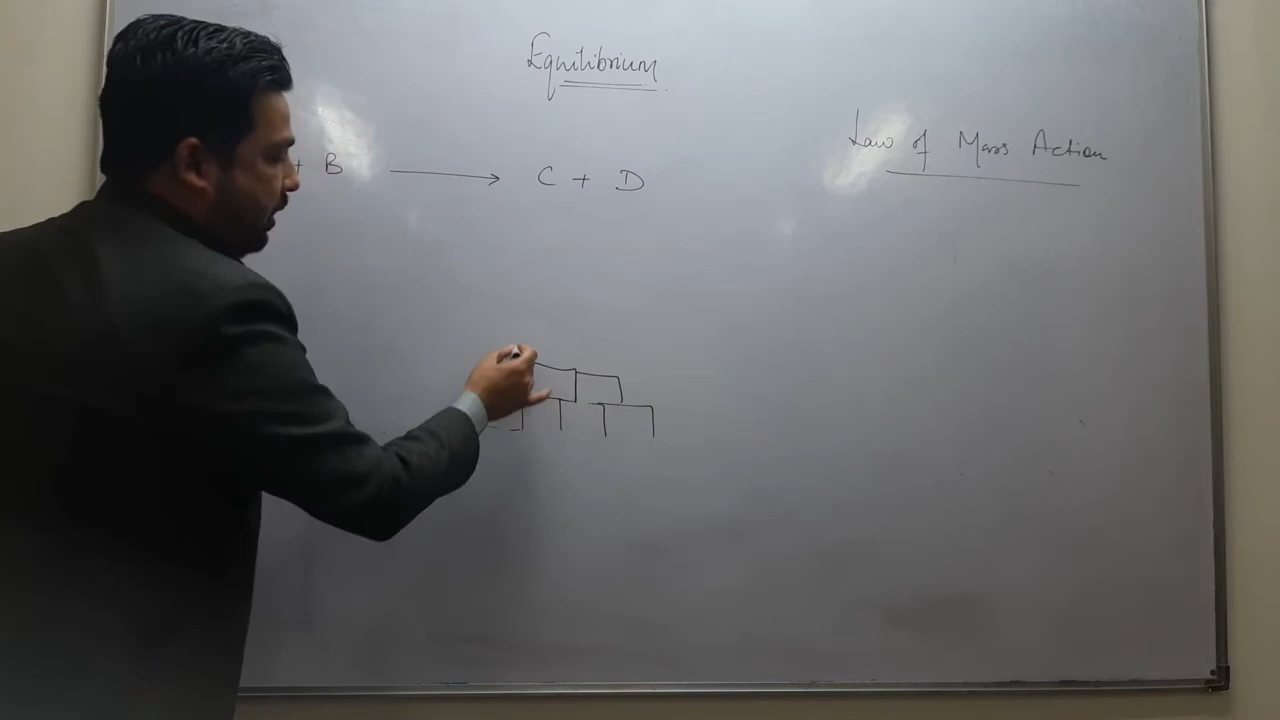 Equilibrium
Law of Mass Action
+ B → C + D